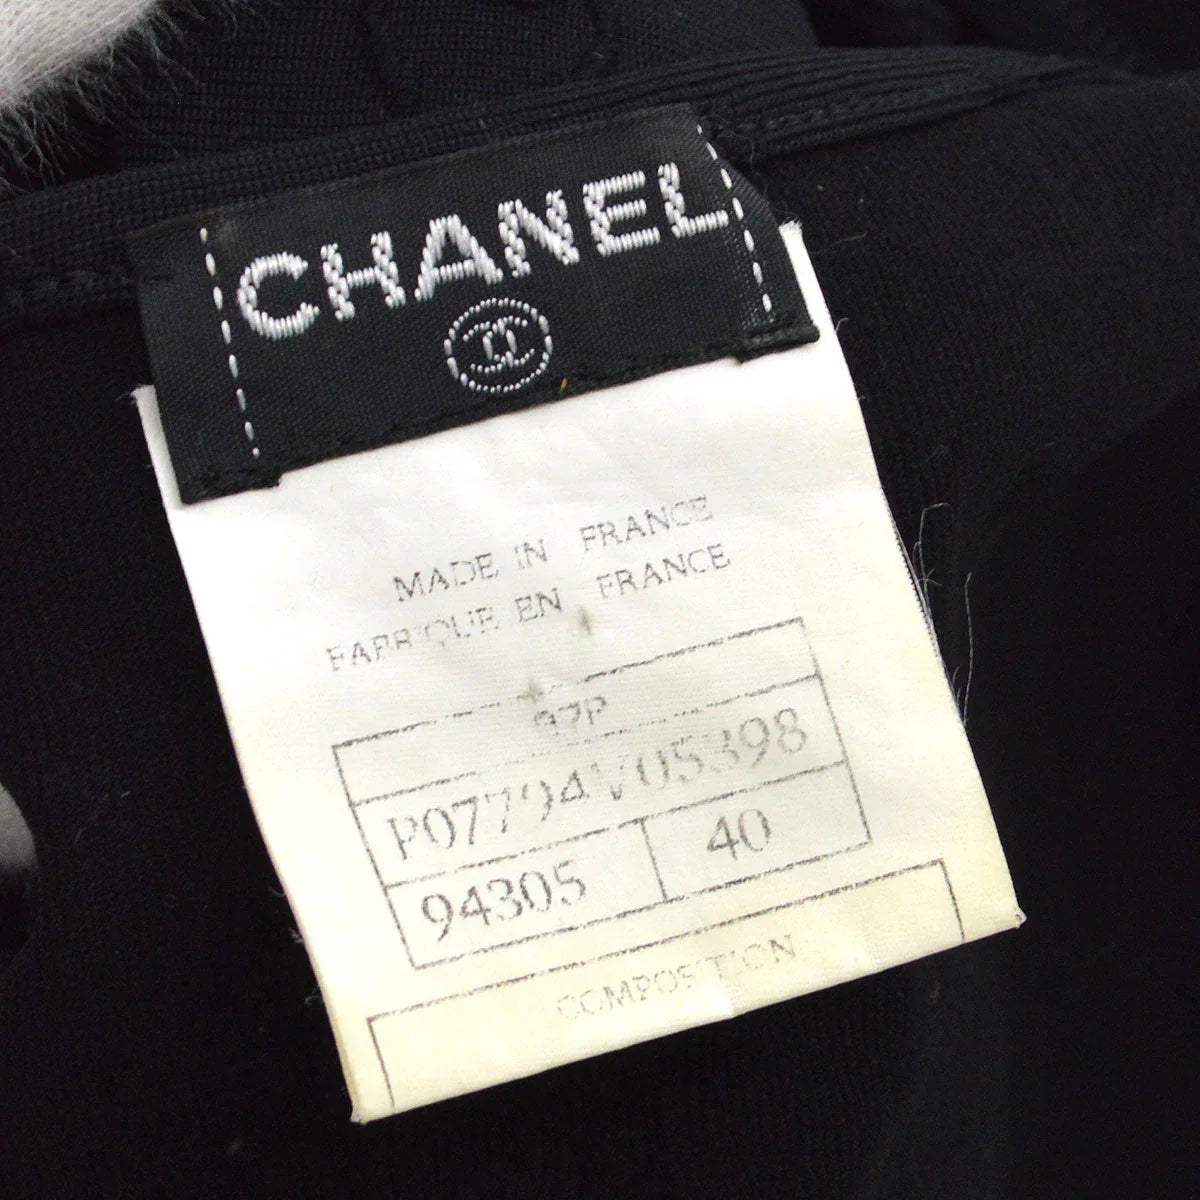 CHANEL
MADE IN FRANCE
FABRIQUE EN FRANCE
97P
P07794V05398
94305 40
COMPOSITION